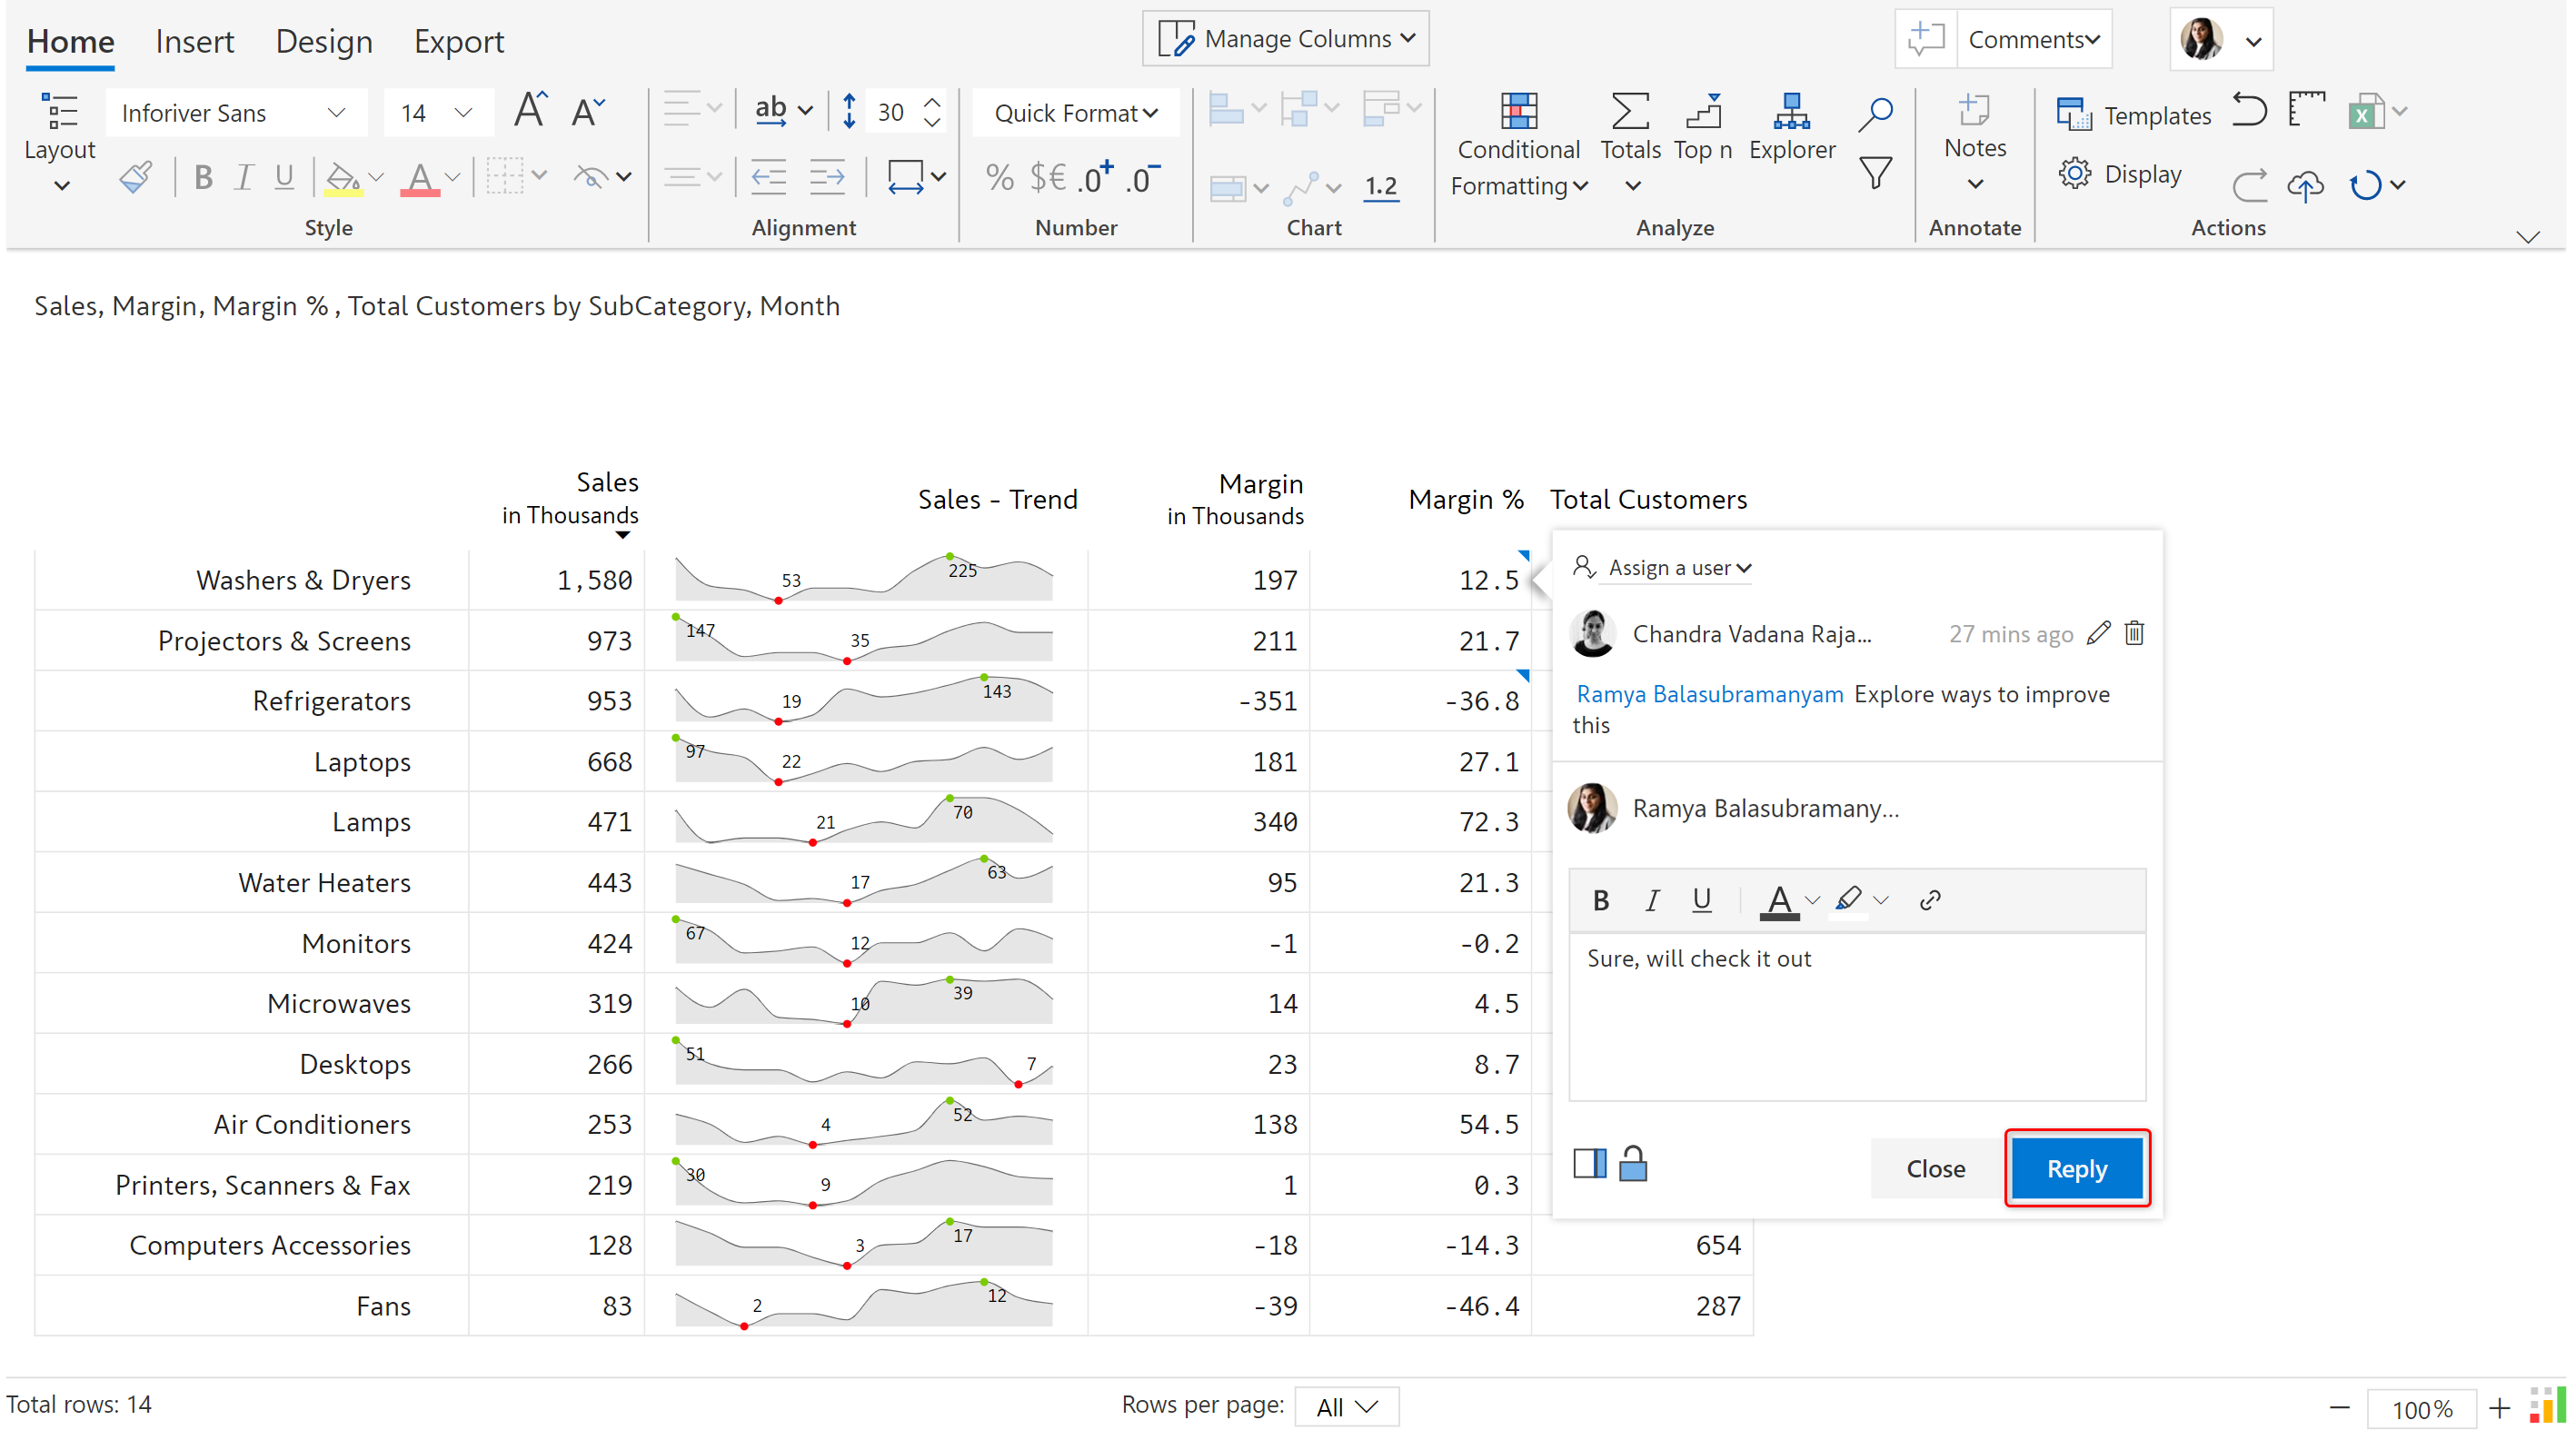 Home Insert Design Export Manage Columns Comments
Inforiver Sans 14 ab 30 Quick Format
Layout Conditional Formatting Totals Top n Explorer Notes Templates
B I U A % $€ .0+ .0- 1.2 Display
Style Alignment Number Chart Analyze Annotate Actions
Sales, Margin, Margin % , Total Customers by SubCategory, Month
Sales in Thousands Sales - Trend Margin in Thousands Margin % Total Customers
Washers & Dryers 1,580 53 225 197 12.5
Projectors & Screens 973 147 35 211 21.7
Refrigerators 953 19 143 -351 -36.8
Laptops 668 97 22 181 27.1
Lamps 471 21 70 340 72.3
Water Heaters 443 17 63 95 21.3
Monitors 424 67 12 -1 -0.2
Microwaves 319 10 39 14 4.5
Desktops 266 51 7 23 8.7
Air Conditioners 253 4 52 138 54.5
Printers, Scanners & Fax 219 30 9 1 0.3
Computers Accessories 128 3 17 -18 -14.3 654
Fans 83 2 12 -39 -46.4 287
Assign a user
Chandra Vadana Raja... 27 mins ago
Ramya Balasubramanyam Explore ways to improve
this
Ramya Balasubramany...
B I U A
Sure, will check it out
Close Reply
Total rows: 14 Rows per page: All 100%